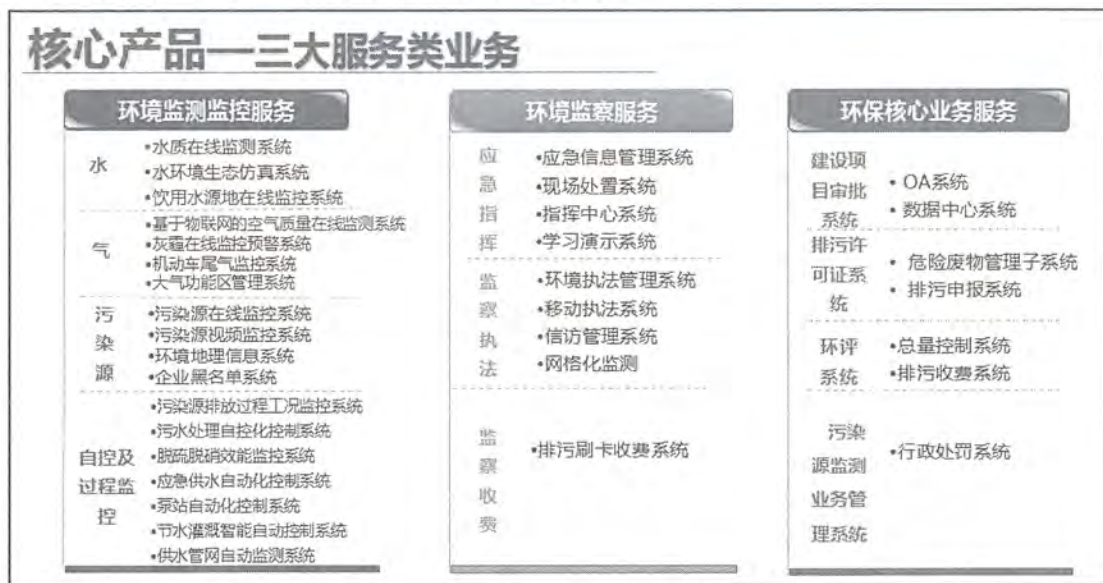 核心产品—三大服务类业务
环境监测监控服务
水
•水质在线监测系统
•水环境生态仿真系统
•饮用水源地在线监控系统
气
•基于物联网的空气质量在线监测系统
•灰霾在线监控预警系统
•机动车尾气监控系统
•大气功能区管理系统
污
染
源
•污染源在线监控系统
•污染源视频监控系统
•环境地理信息系统
•企业黑名单系统
自控及
过程监
控
•污染源排放过程工况监控系统
•污水处理自控化控制系统
•脱硫脱硝效能监控系统
•应急供水自动化控制系统
•泵站自动化控制系统
•节水灌溉智能自动控制系统
•供水管网自动监测系统
环境监察服务
应
急
指
挥
•应急信息管理系统
•现场处置系统
•指挥中心系统
•学习演示系统
监
察
执
法
•环境执法管理系统
•移动执法系统
•信访管理系统
•网格化监测
监
察
收
费
•排污刷卡收费系统
环保核心业务服务
建设项
目审批
系统
• OA系统
• 数据中心系统
排污许
可证系
统
• 危险废物管理子系统
• 排污申报系统
环评
系统
•总量控制系统
•排污收费系统
污染
源监测
业务管
理系统
•行政处罚系统